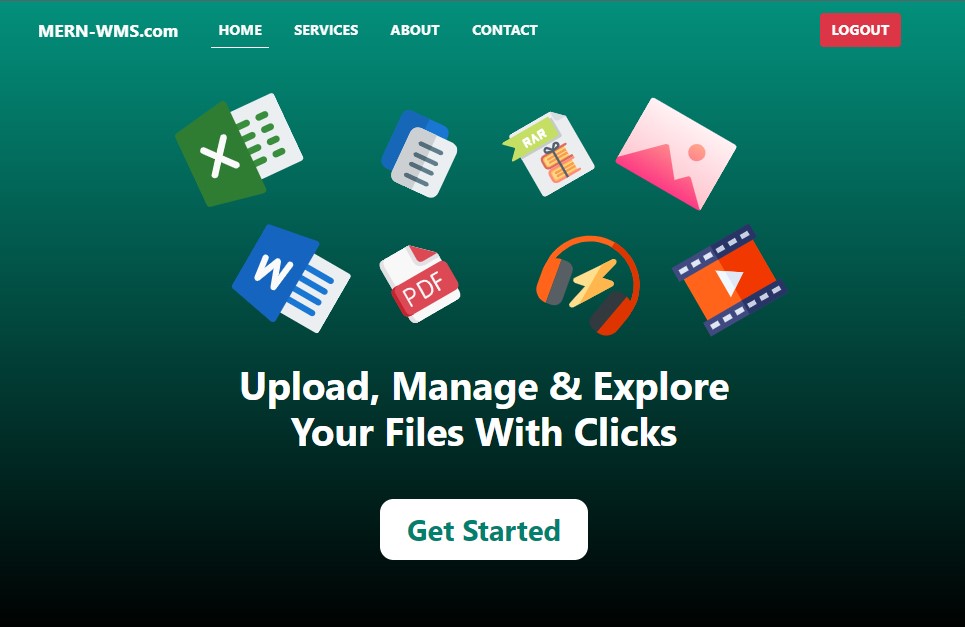 MERN-WMS.com HOME SERVICES ABOUT CONTACT LOGOUT
X
RAR
W
PDF
Upload, Manage & Explore
Your Files With Clicks
Get Started